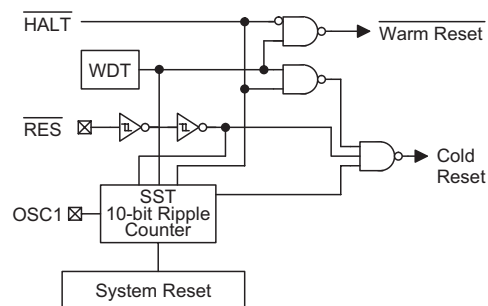 HALT
Warm Reset
WDT
RES
Cold
Reset
SST
10-bit Ripple
Counter
OSC1
System Reset